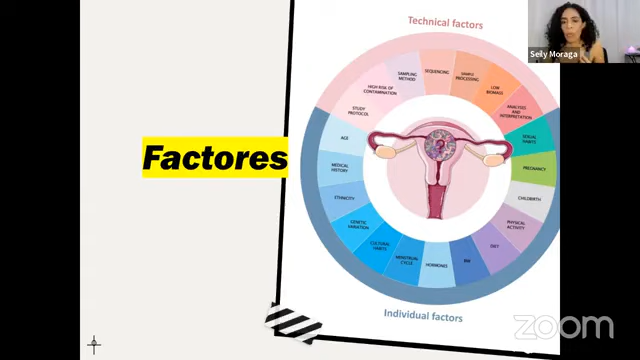 Technical factors
Seily Moraga
SEQUENCING
SAMPLING
METHOD
SAMPLE
PROCESSING
HIGH RISK OF
CONTAMINATION
LOW
BIOMASS
STUDY
PROTOCOL
ANALYSIS AND
INTERPRETATION
AGE
HABITS
Factores
MEDICAL
HISTORY
PREGNANCY
ETHNICITY
CHILDBIRTH
GENETIC
VARIATION
PHYSICAL
ACTIVITY
CULTURAL
HABITS
DIET
MENSTRUAL
CYCLE
HORMONES
BMI
Individual factors
zoom